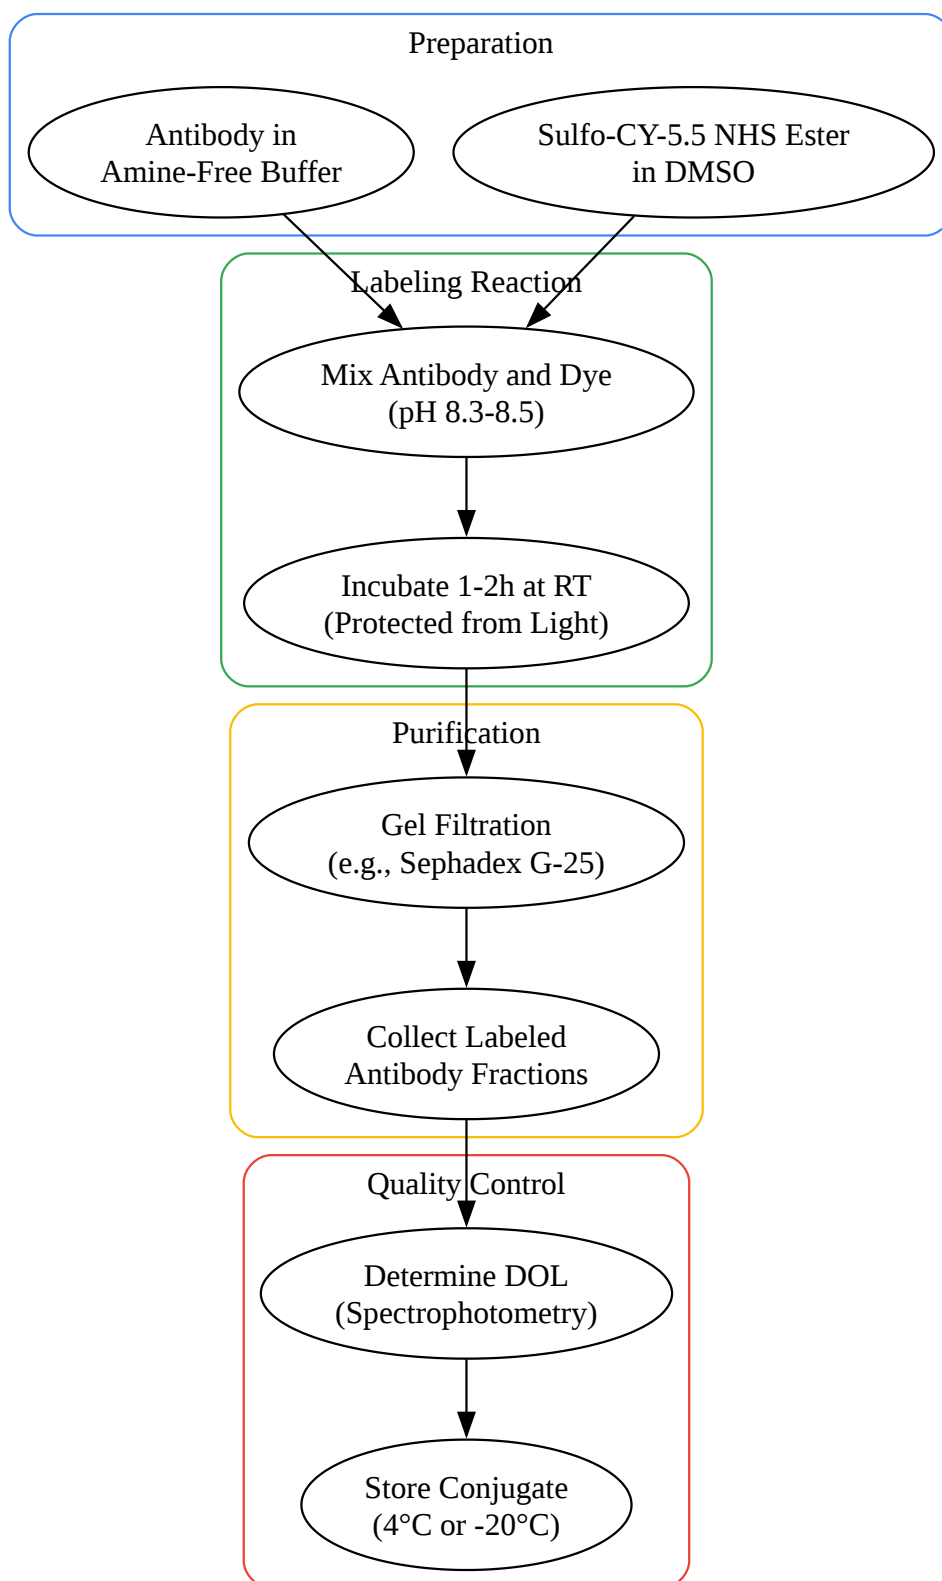 Preparation
Antibody in
Amine-Free Buffer
Sulfo-CY-5.5 NHS Ester
in DMSO
Labeling Reaction
Mix Antibody and Dye
(pH 8.3-8.5)
Incubate 1-2h at RT
(Protected from Light)
Purification
Gel Filtration
(e.g., Sephadex G-25)
Collect Labeled
Antibody Fractions
Quality Control
Determine DOL
(Spectrophotometry)
Store Conjugate
(4°C or -20°C)